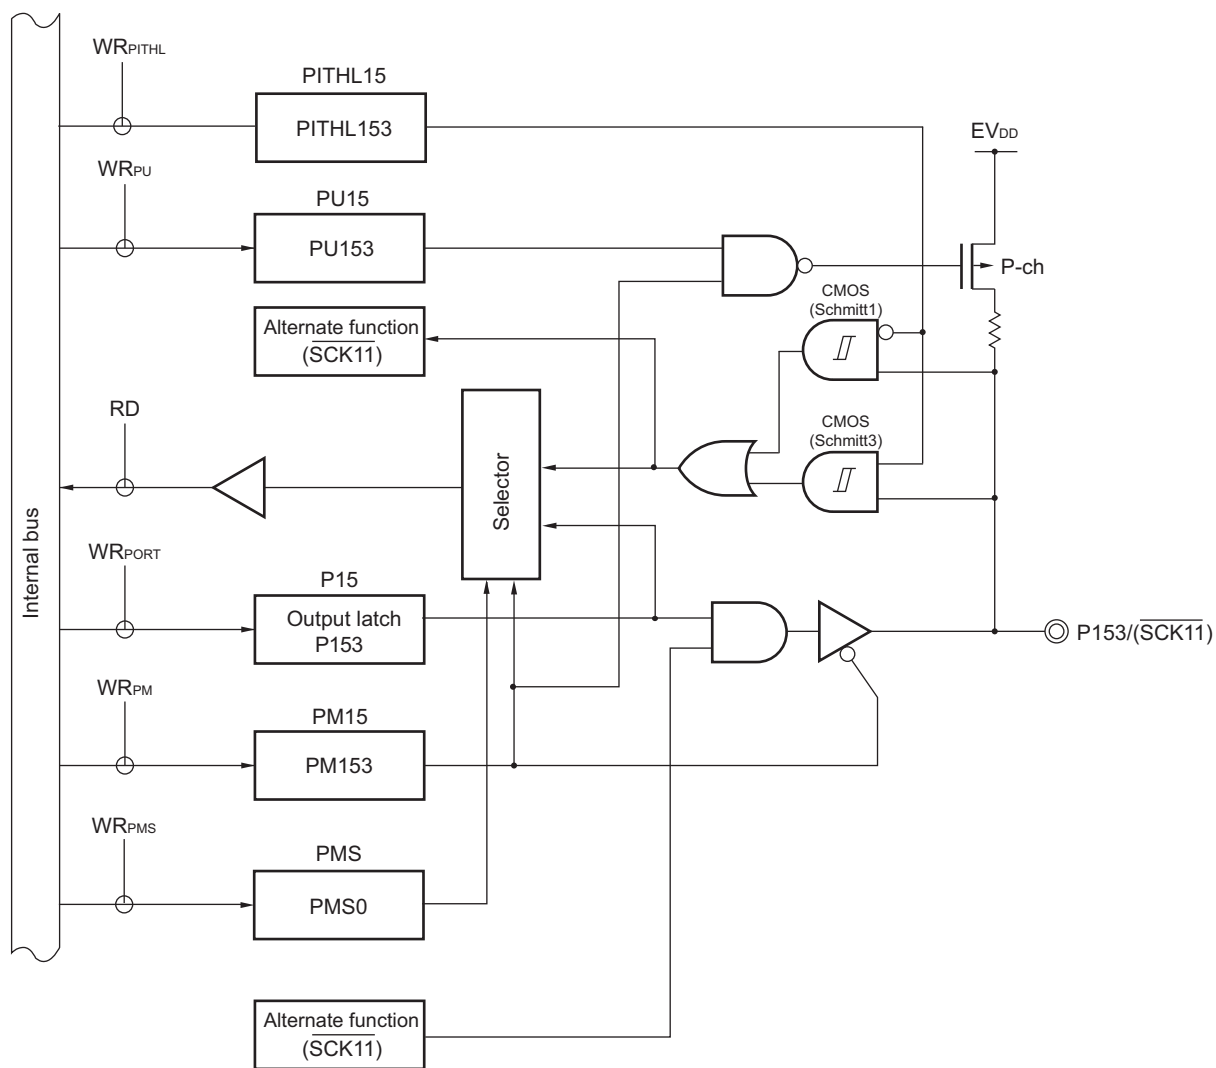 WRPITHL
PITHL15
PITHL153
EVDD
WRPU
PU15
PU153
P-ch
CMOS
(Schmitt1)
Alternate function
(SCK11)
RD
CMOS
(Schmitt3)
Selector
Internal bus
WRPORT
P15
Output latch
P153
P153/(SCK11)
WRPM
PM15
PM153
WRPMS
PMS
PMS0
Alternate function
(SCK11)